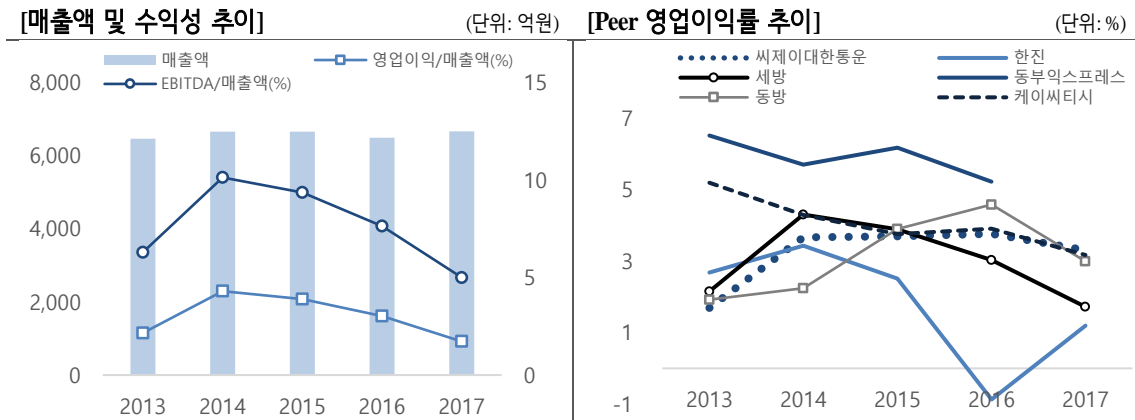 [매출액 및 수익성 추이] (단위: 억원)
매출액 영업이익/매출액(%)
EBITDA/매출액(%)
8,000 15
6,000
10
4,000
5
2,000
0 0
2013 2014 2015 2016 2017
[Peer 영업이익률 추이] (단위: %)
씨제이대한통운 한진
세방 동부익스프레스
동방 케이씨티시
7
5
3
1
-1
2013 2014 2015 2016 2017